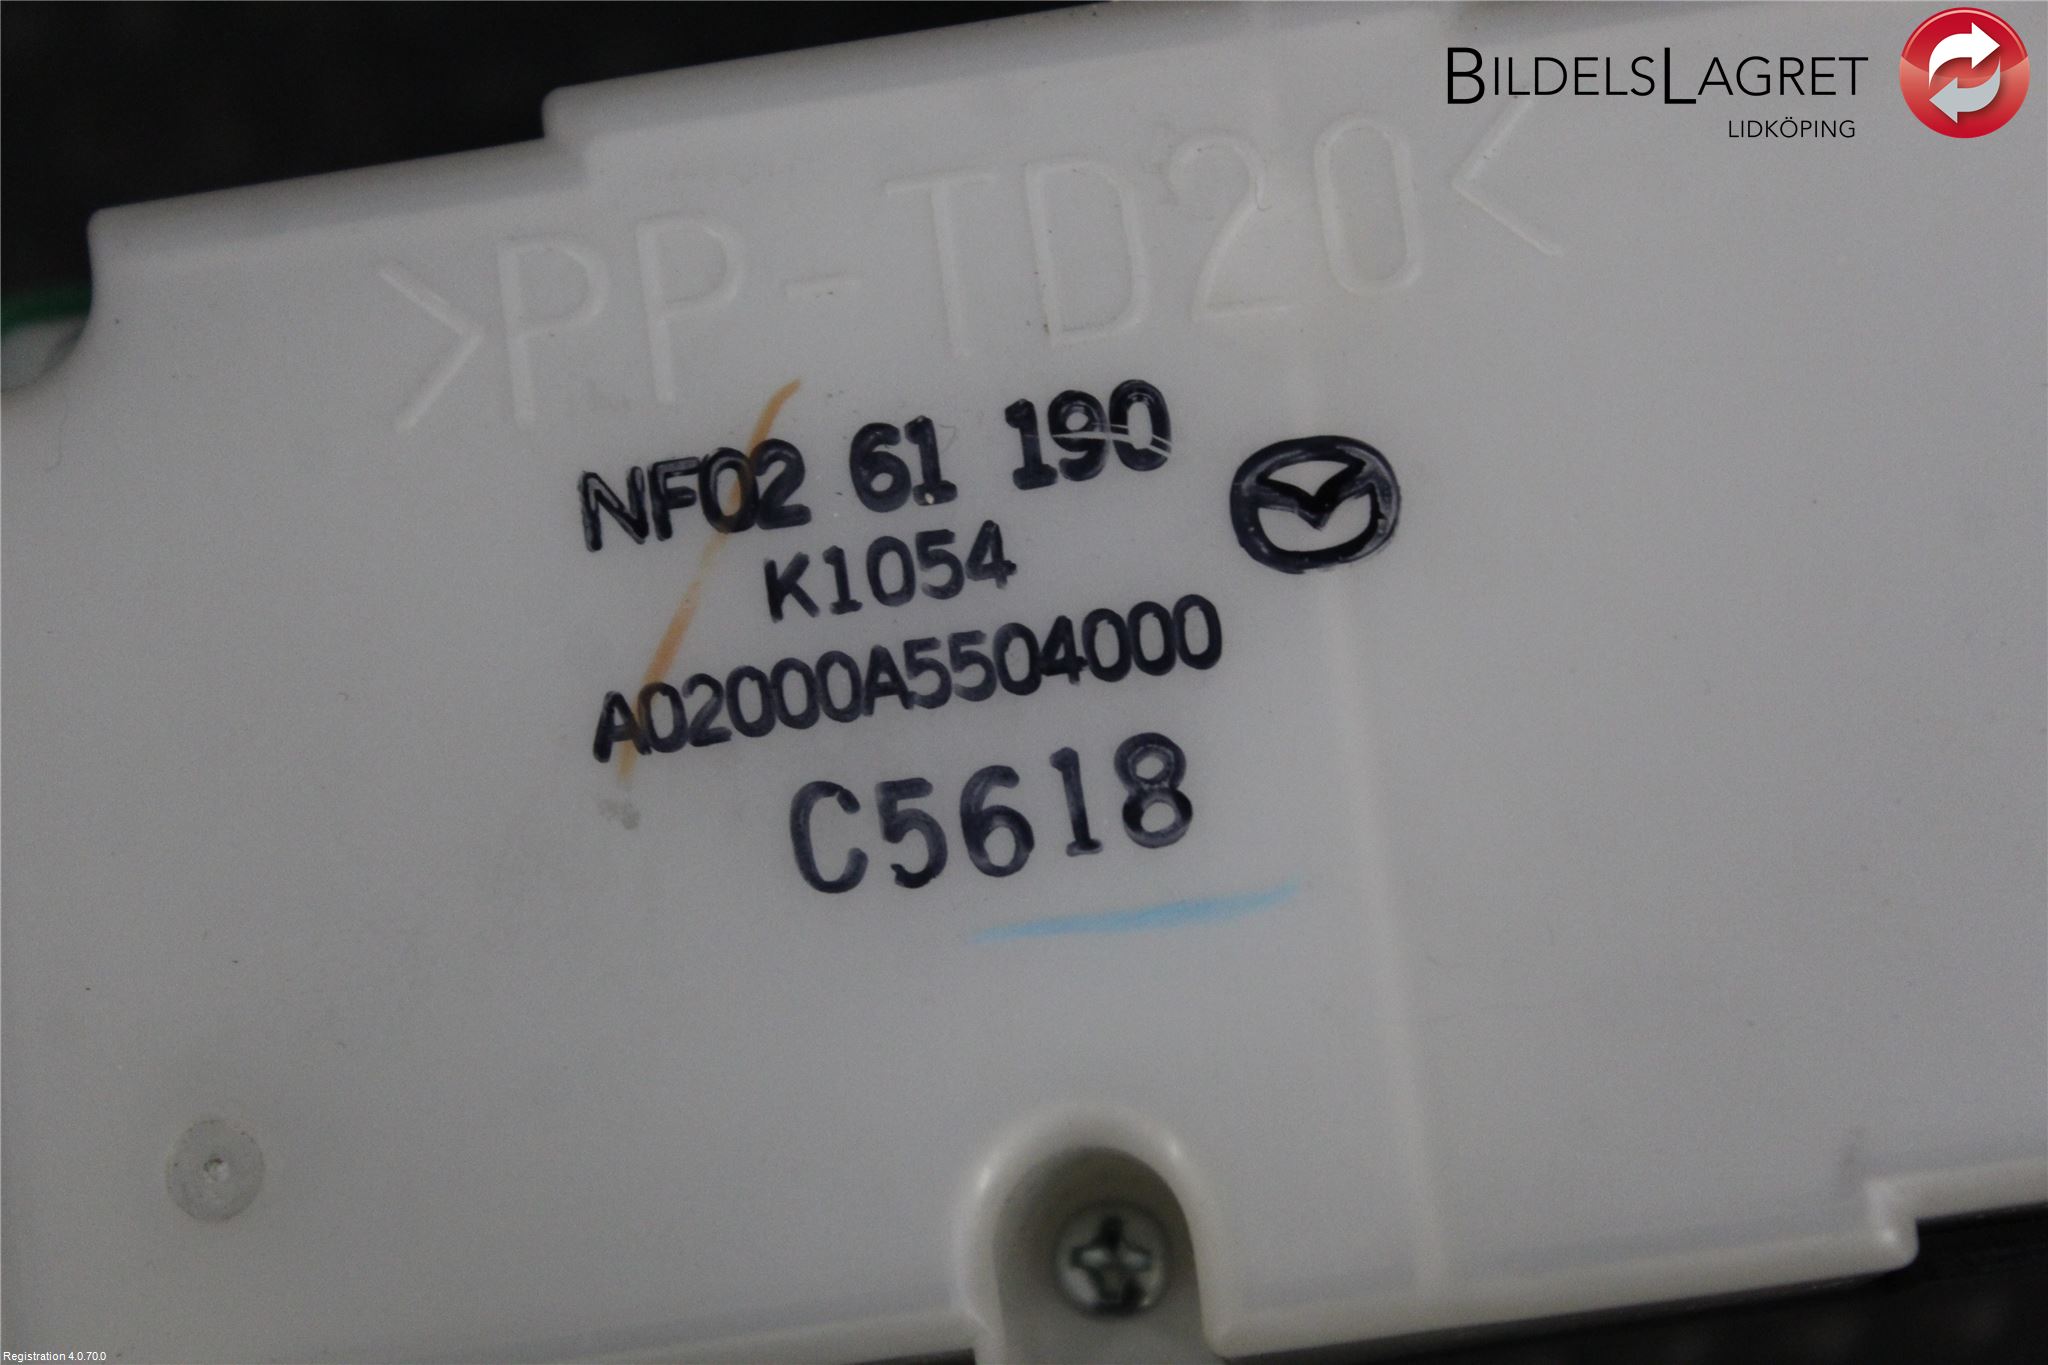 BILDELSLAGRET
LIDKÖPING
>PP-TD20<
NF02 61 190
K1054
A02000A5504000
C5618
Registration 4.0.70.0